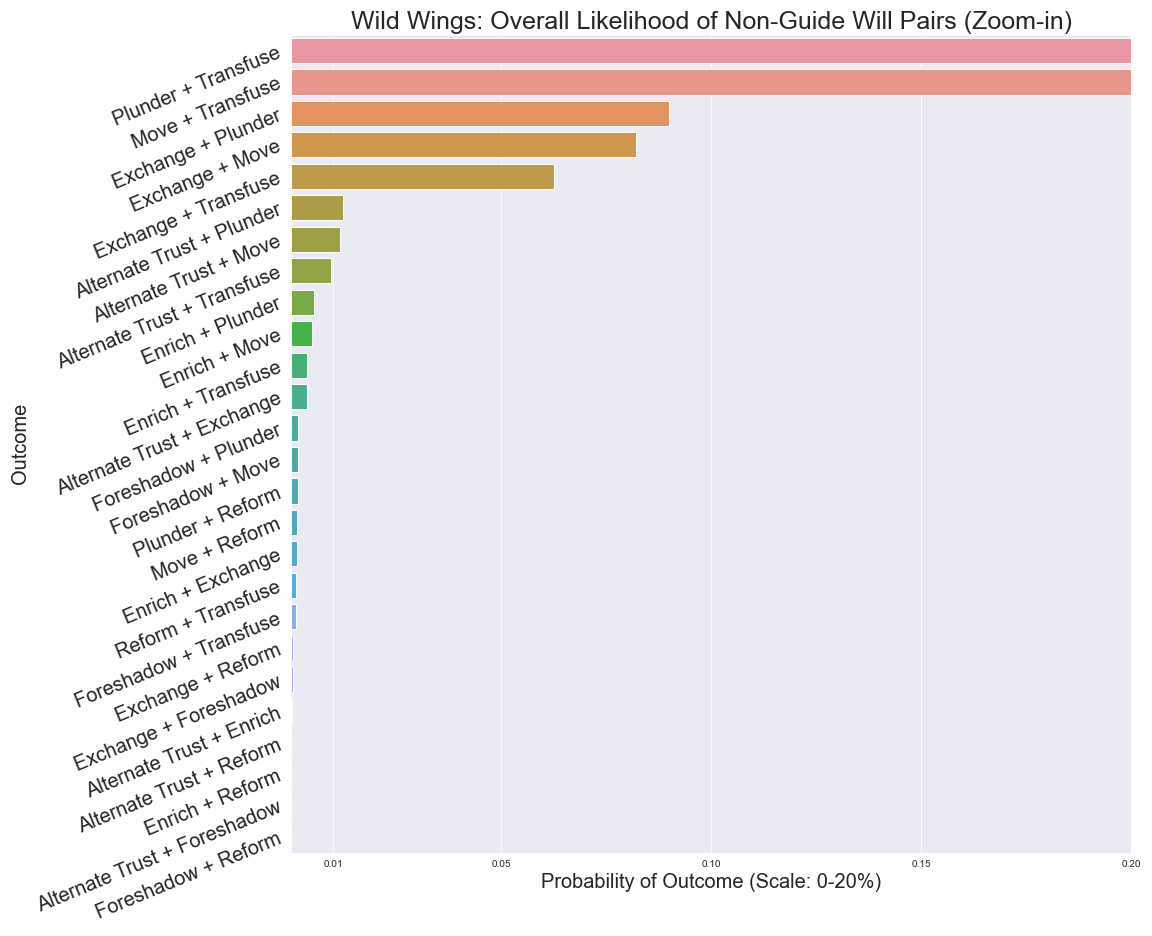 Wild Wings: Overall Likelihood of Non-Guide Will Pairs (Zoom-in)
Outcome
Plunder + Transfuse
Move + Transfuse
Exchange + Plunder
Exchange + Move
Exchange + Transfuse
Alternate Trust + Plunder
Alternate Trust + Move
Alternate Trust + Transfuse
Enrich + Plunder
Enrich + Move
Enrich + Transfuse
Alternate Trust + Exchange
Foreshadow + Plunder
Foreshadow + Move
Plunder + Reform
Move + Reform
Enrich + Exchange
Reform + Transfuse
Foreshadow + Transfuse
Exchange + Reform
Exchange + Foreshadow
Alternate Trust + Enrich
Alternate Trust + Reform
Enrich + Reform
Alternate Trust + Foreshadow
Foreshadow + Reform
0.01 0.05 0.10 0.15 0.20
Probability of Outcome (Scale: 0-20%)